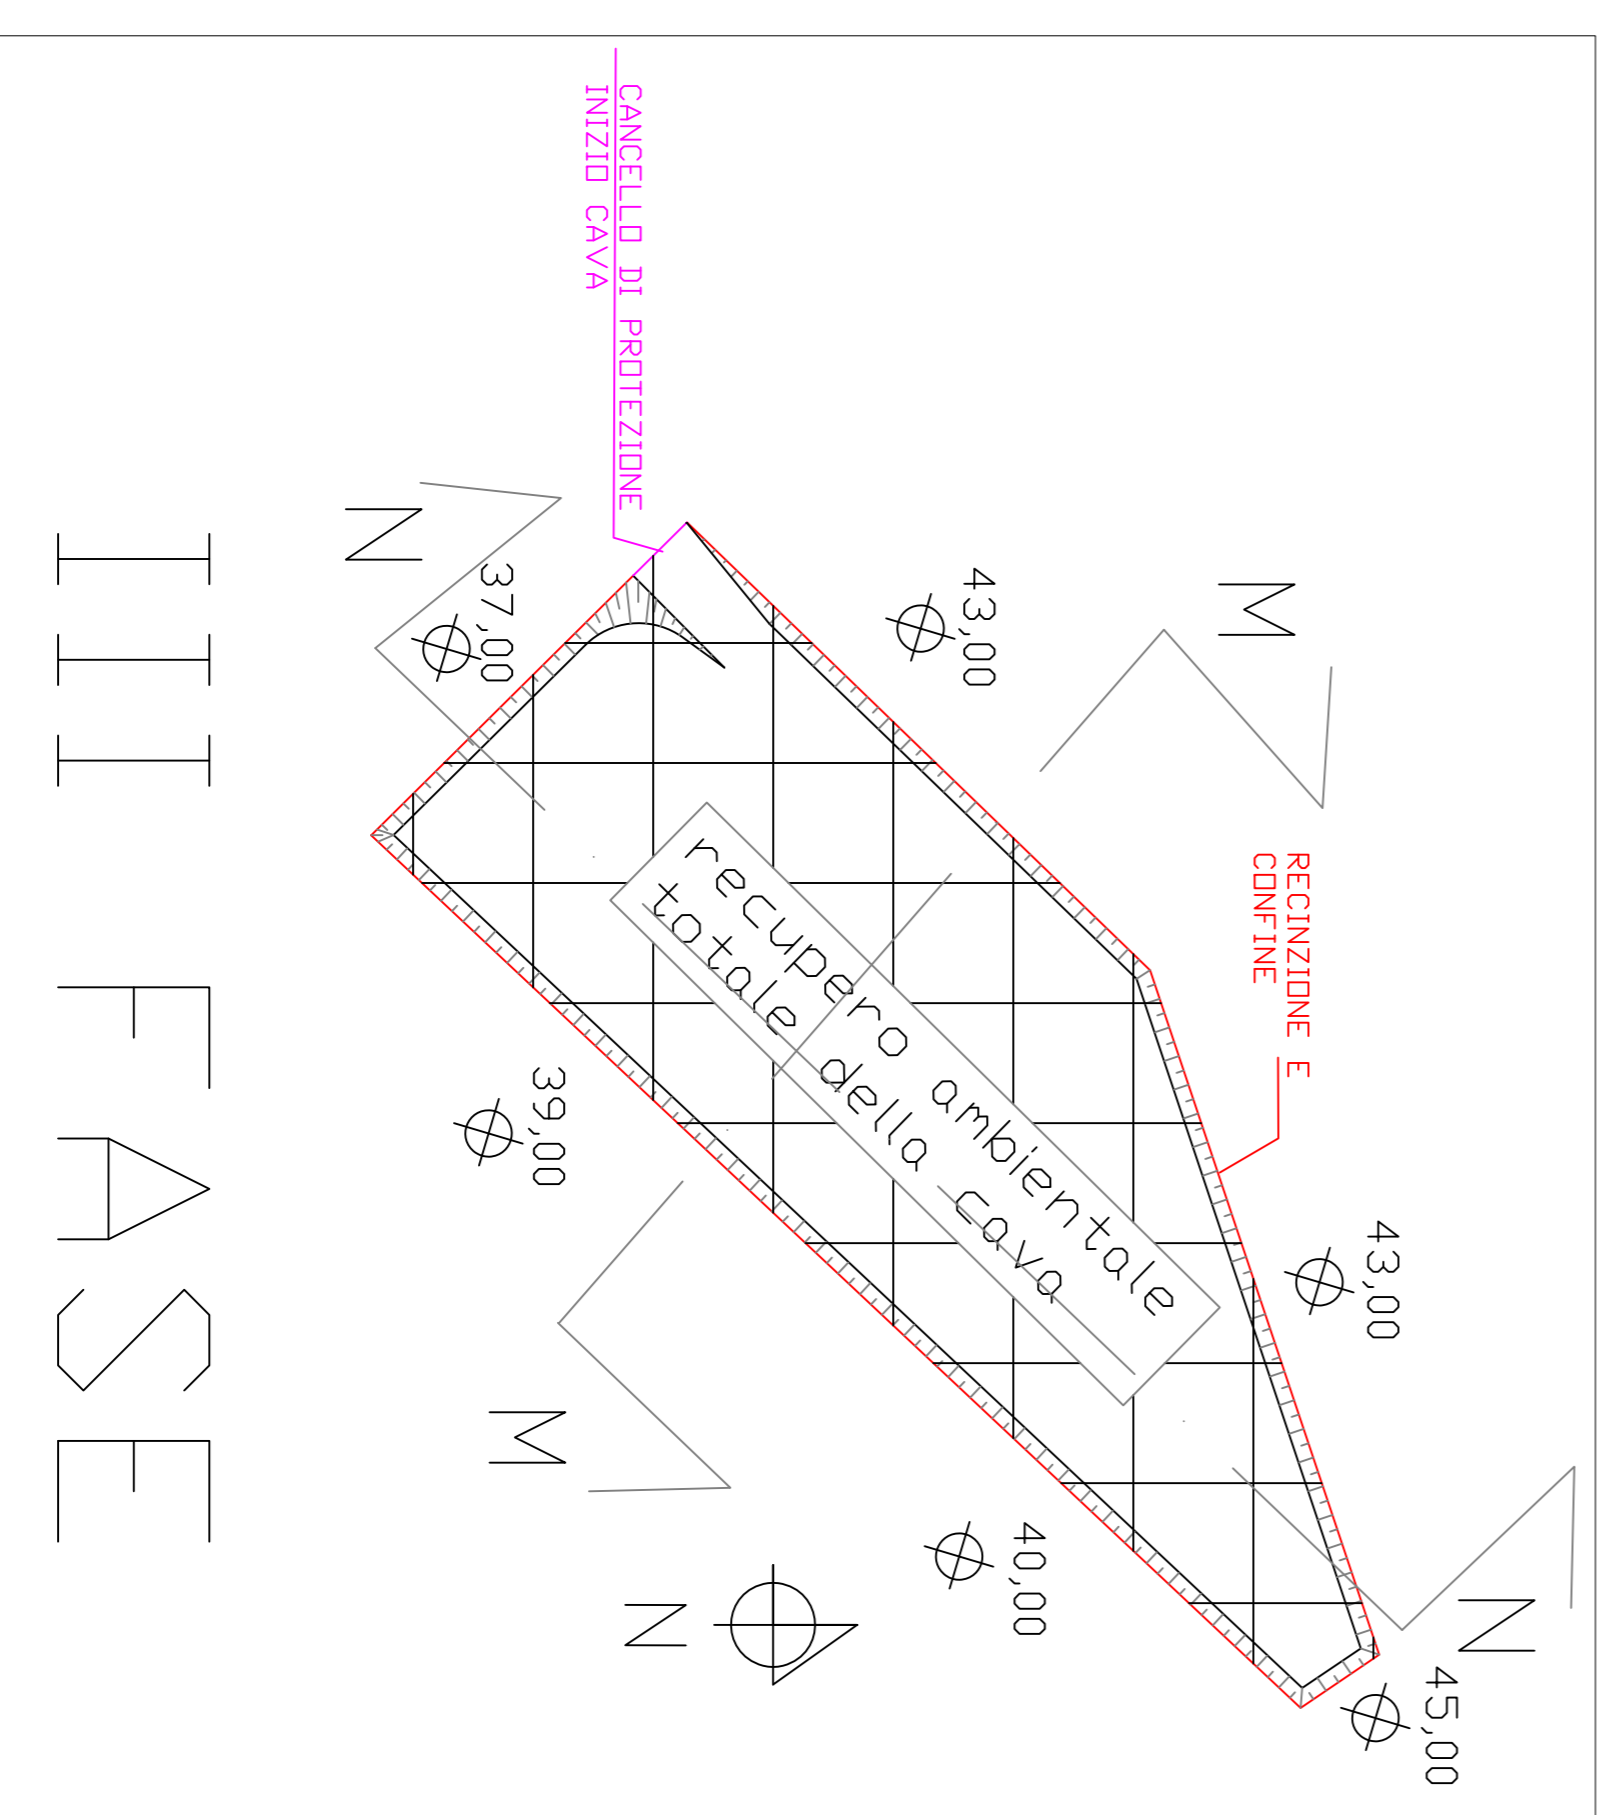 N
45,00
43,00
RECINZIONE E
CONFINE
M
40,00
43,00
recupero ambientale
totale della cava
N
CANCELLO DI PROTEZIONE
INIZIO CAVA
39,00
M
37,00
N
III FASE